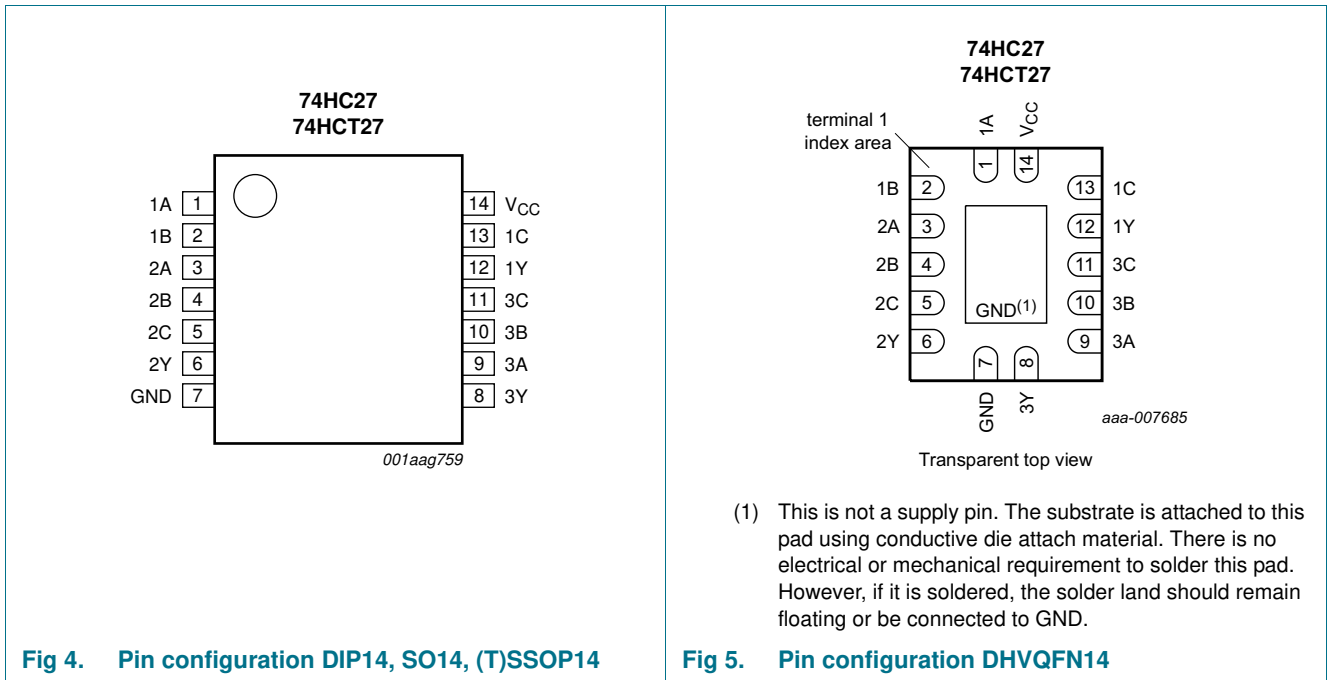 74HC27
74HCT27
1A 1
1B 2
2A 3
2B 4
2C 5
2Y 6
GND 7
14 VCC
13 1C
12 1Y
11 3C
10 3B
9 3A
8 3Y
001aag759
Fig 4. Pin configuration DIP14, SO14, (T)SSOP14
74HC27
74HCT27
terminal 1
index area
1A
VCC
1
14
1B 2
2A 3
2B 4
2C 5
2Y 6
13 1C
12 1Y
11 3C
10 3B
9 3A
GND(1)
7
8
GND
3Y
aaa-007685
Transparent top view
(1) This is not a supply pin. The substrate is attached to this
pad using conductive die attach material. There is no
electrical or mechanical requirement to solder this pad.
However, if it is soldered, the solder land should remain
floating or be connected to GND.
Fig 5. Pin configuration DHVQFN14